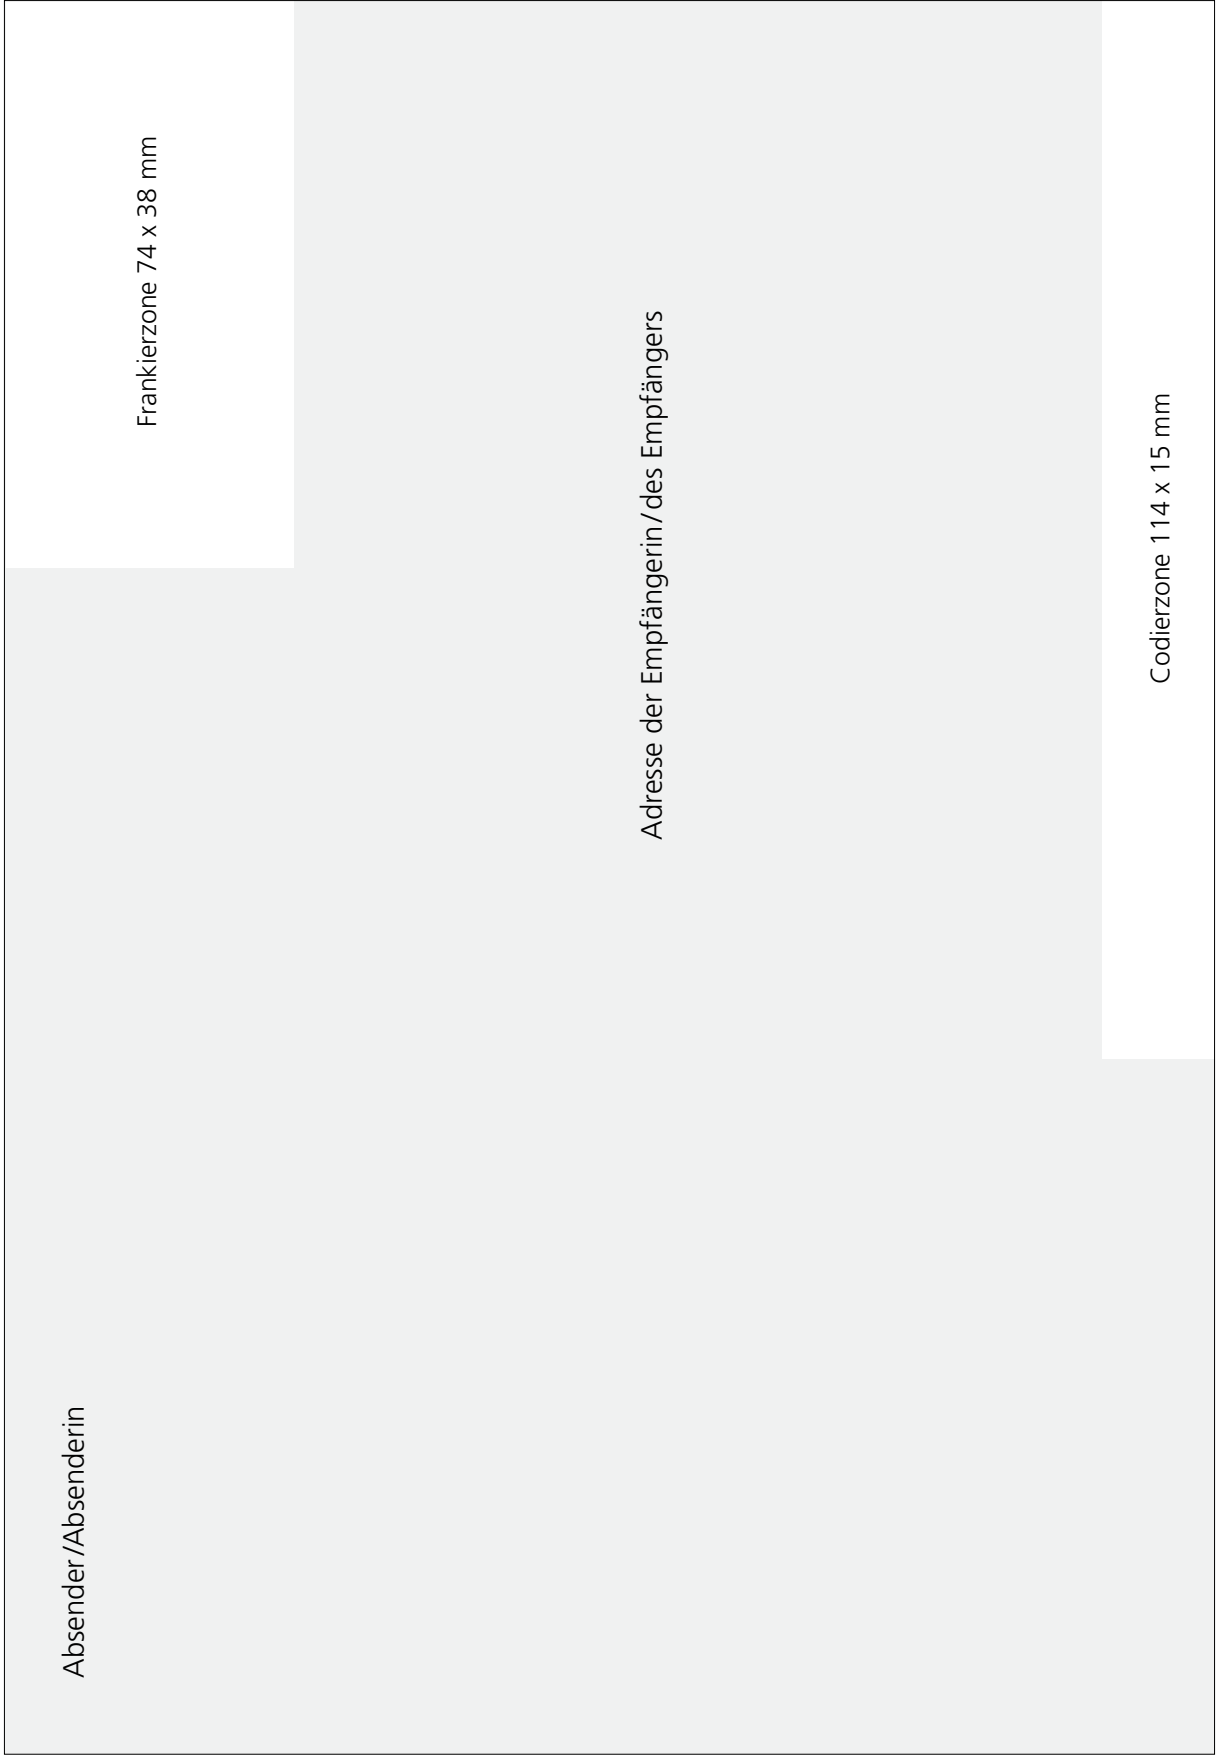 Absender/Absenderin
Frankierzone 74 x 38 mm
Adresse der Empfängerin/des Empfängers
Codierzone 114 x 15 mm